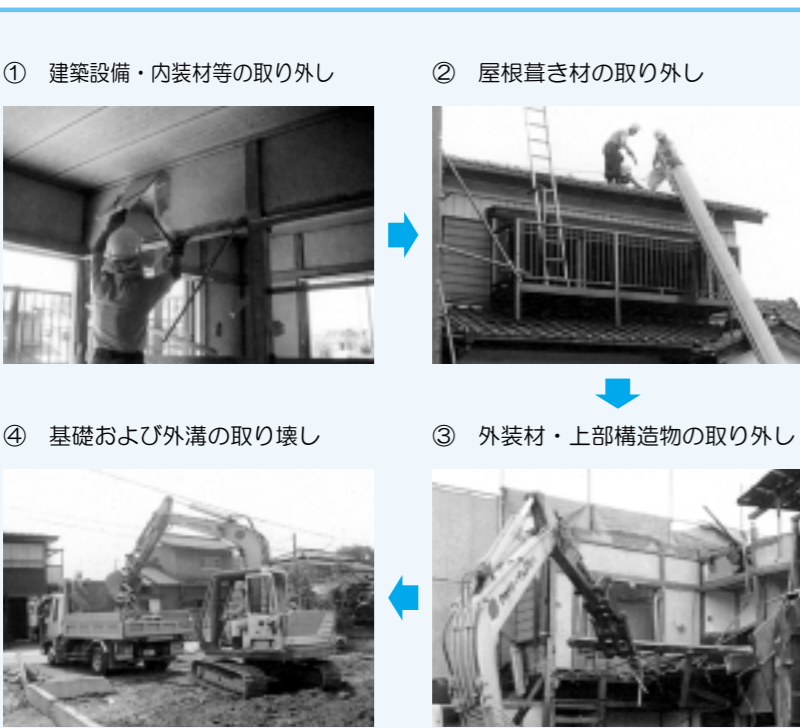 ① 建築設備・内装材等の取り外し
② 屋根葺き材の取り外し
④ 基礎および外溝の取り壊し
③ 外装材・上部構造物の取り外し